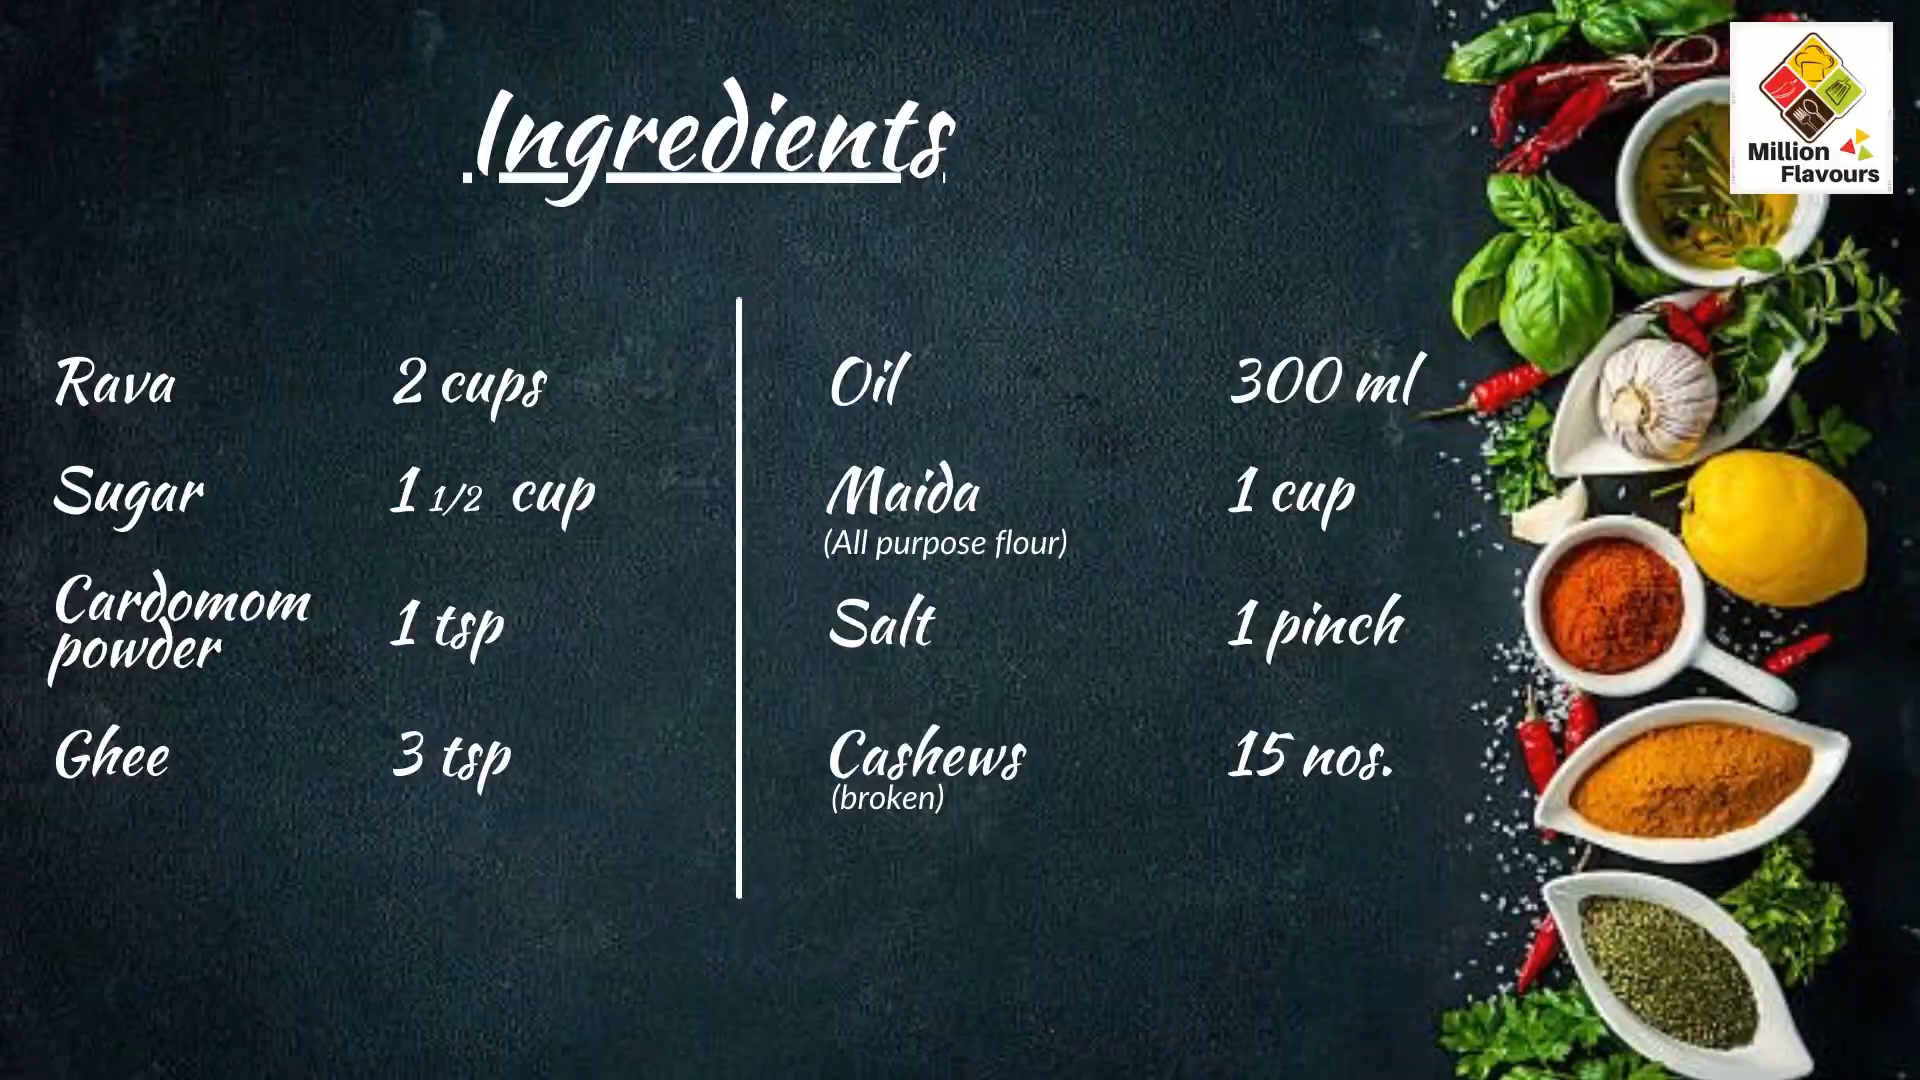 Ingredients
Million
Flavours
Rava 2 cups
Sugar 1 1/2 cup
Cardomom
powder 1 tsp
Ghee 3 tsp
Oil 300 ml
Maida 1 cup
(All purpose flour)
Salt 1 pinch
Cashews 15 nos.
(broken)